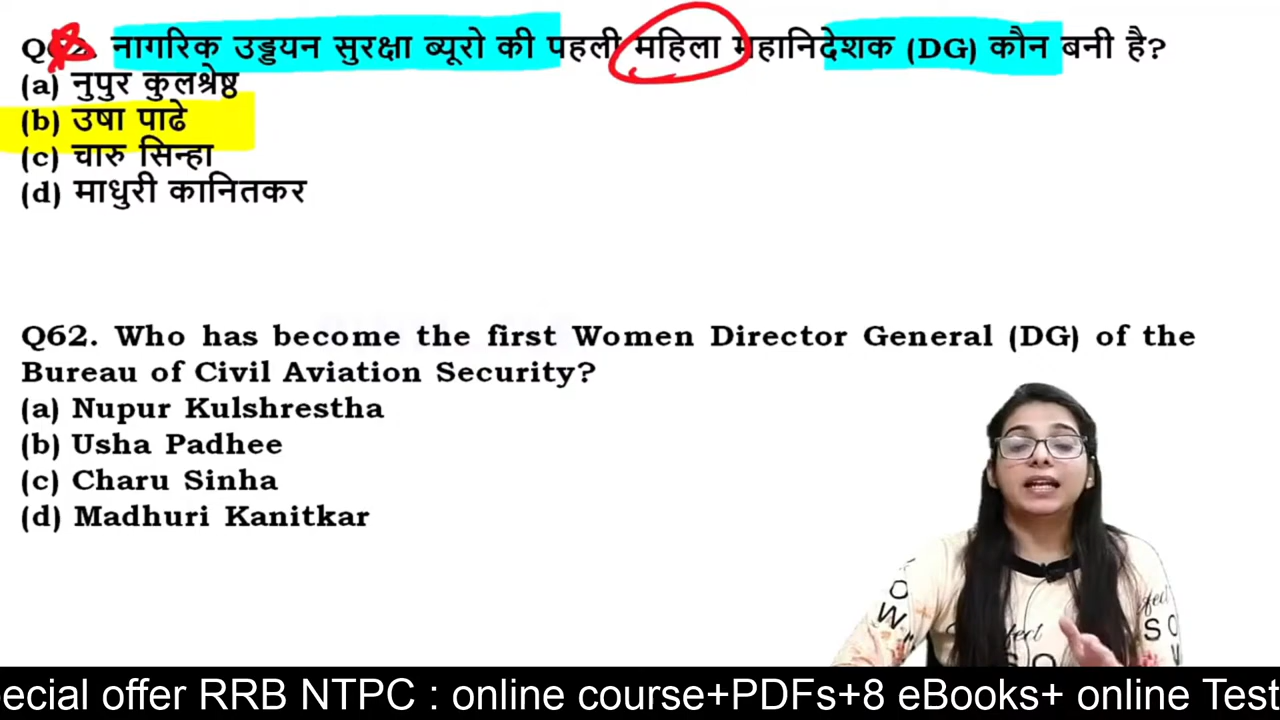 Q62. नागरिक उड्डयन सुरक्षा ब्यूरो की पहली महिला महानिदेशक (DG) कौन बनी है?
(a) नुपुर कुलश्रेष्ठ
(b) उषा पाढे
(c) चारु सिन्हा
(d) माधुरी कानितकर
Q62. Who has become the first Women Director General (DG) of the
Bureau of Civil Aviation Security?
(a) Nupur Kulshrestha
(b) Usha Padhee
(c) Charu Sinha
(d) Madhuri Kanitkar
ecial offer RRB NTPC : online course+PDFs+8 eBooks+ online Test